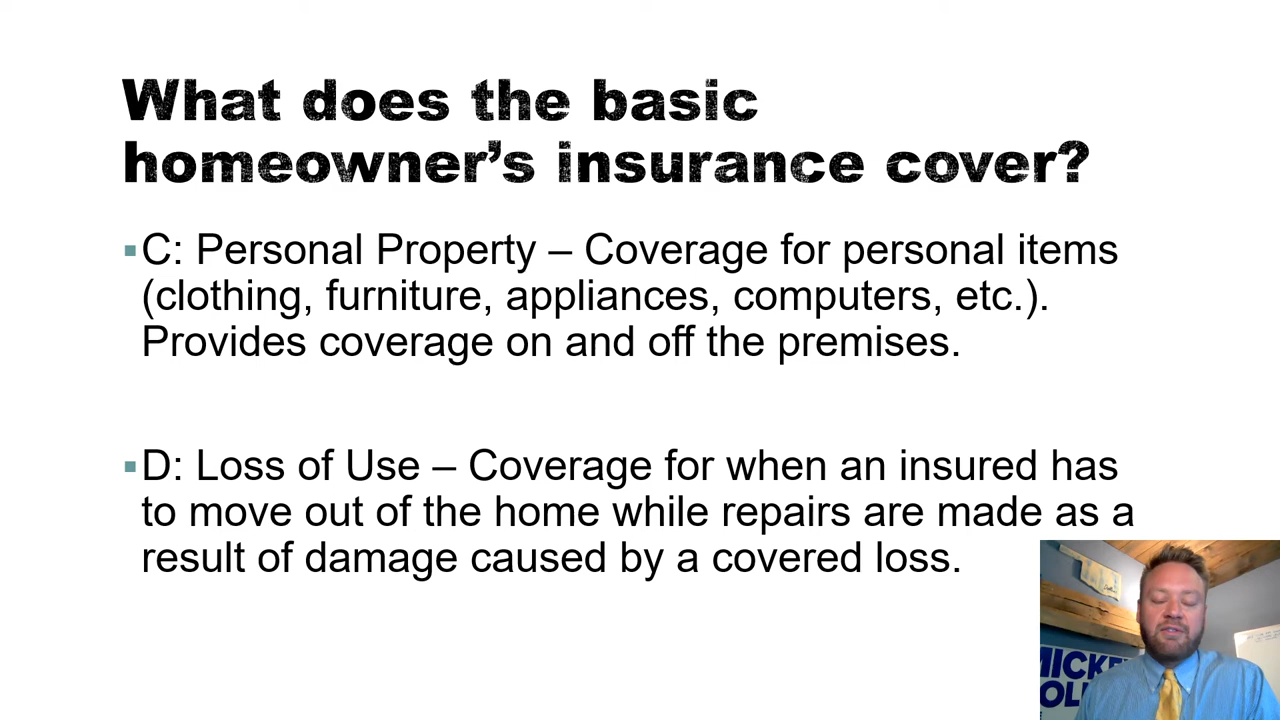 What does the basic
homeowner’s insurance cover?
▪C: Personal Property – Coverage for personal items
(clothing, furniture, appliances, computers, etc.).
Provides coverage on and off the premises.
▪D: Loss of Use – Coverage for when an insured has
to move out of the home while repairs are made as a
result of damage caused by a covered loss.